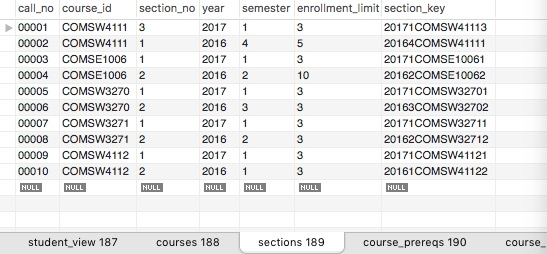 call_no course_id section_no year semester enrollment_limit section_key
00001 COMSW4111 3 2017 1 3 20171COMSW41113
00002 COMSW4111 1 2016 4 5 20164COMSW41111
00003 COMSE1006 1 2017 1 3 20171COMSE10061
00004 COMSE1006 2 2016 2 10 20162COMSE10062
00005 COMSW3270 1 2017 1 3 20171COMSW32701
00006 COMSW3270 2 2016 3 3 20163COMSW32702
00007 COMSW3271 1 2017 1 3 20171COMSW32711
00008 COMSW3271 2 2016 2 3 20162COMSW32712
00009 COMSW4112 1 2017 1 3 20171COMSW41121
00010 COMSW4112 2 2016 1 3 20161COMSW41122
NULL NULL NULL NULL NULL NULL NULL
student_view 187 courses 188 sections 189 course_prereqs 190 course_